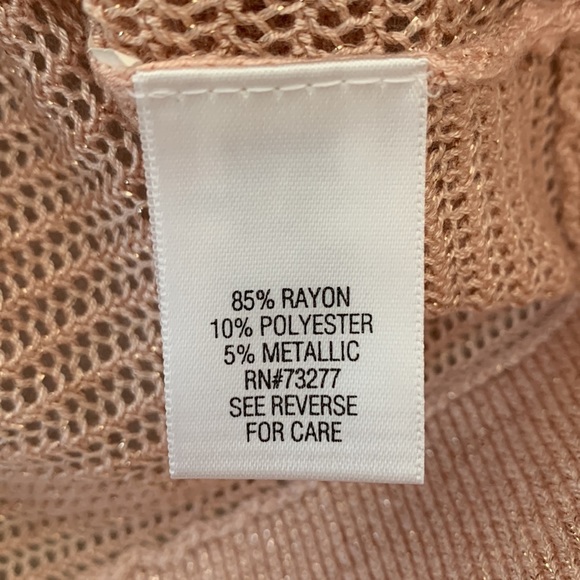 85% RAYON
10% POLYESTER
5% METALLIC
RN#73277
SEE REVERSE
FOR CARE